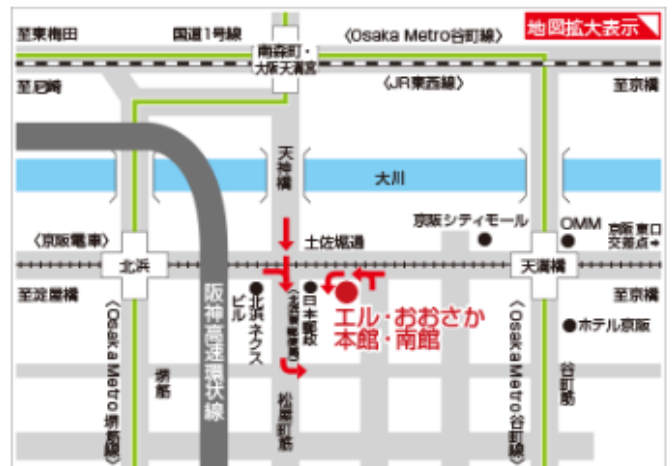 至東梅田
国道1号線
〈Osaka Metro谷町線〉
地図拡大表示
南森町・
大阪天満宮
至尼崎
〈JR東西線〉
至京橋
天神橋
大川
〈京阪電車〉
北浜
土佐堀通
京阪シティモール
OMM
京阪東口
交差点
天満橋
至淀屋橋
阪神高速環状線
北浜ネクス
ビル
日本郵政
エル・おおさか
本館・南館
至京橋
ホテル京阪
〈Osaka Metro堺筋線〉
堺筋
松屋町筋
〈Osaka Metro谷町線〉
谷町筋